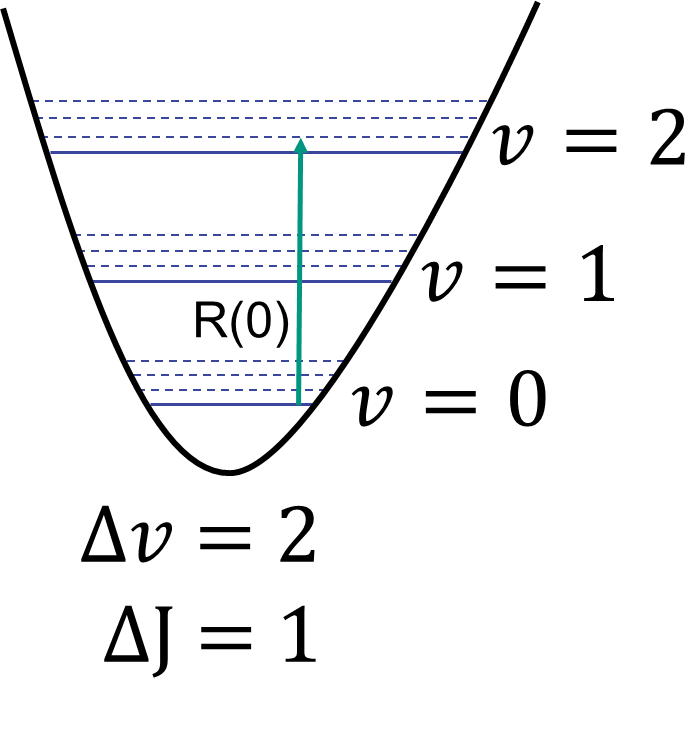 v = 2
v = 1
R(0)
v = 0
Δv = 2
ΔJ = 1